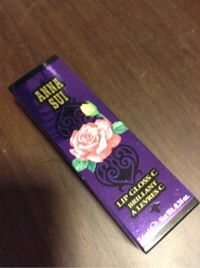 ANNA
SUI
LIP GLOSS C
BRILLANT
A LEVRES C